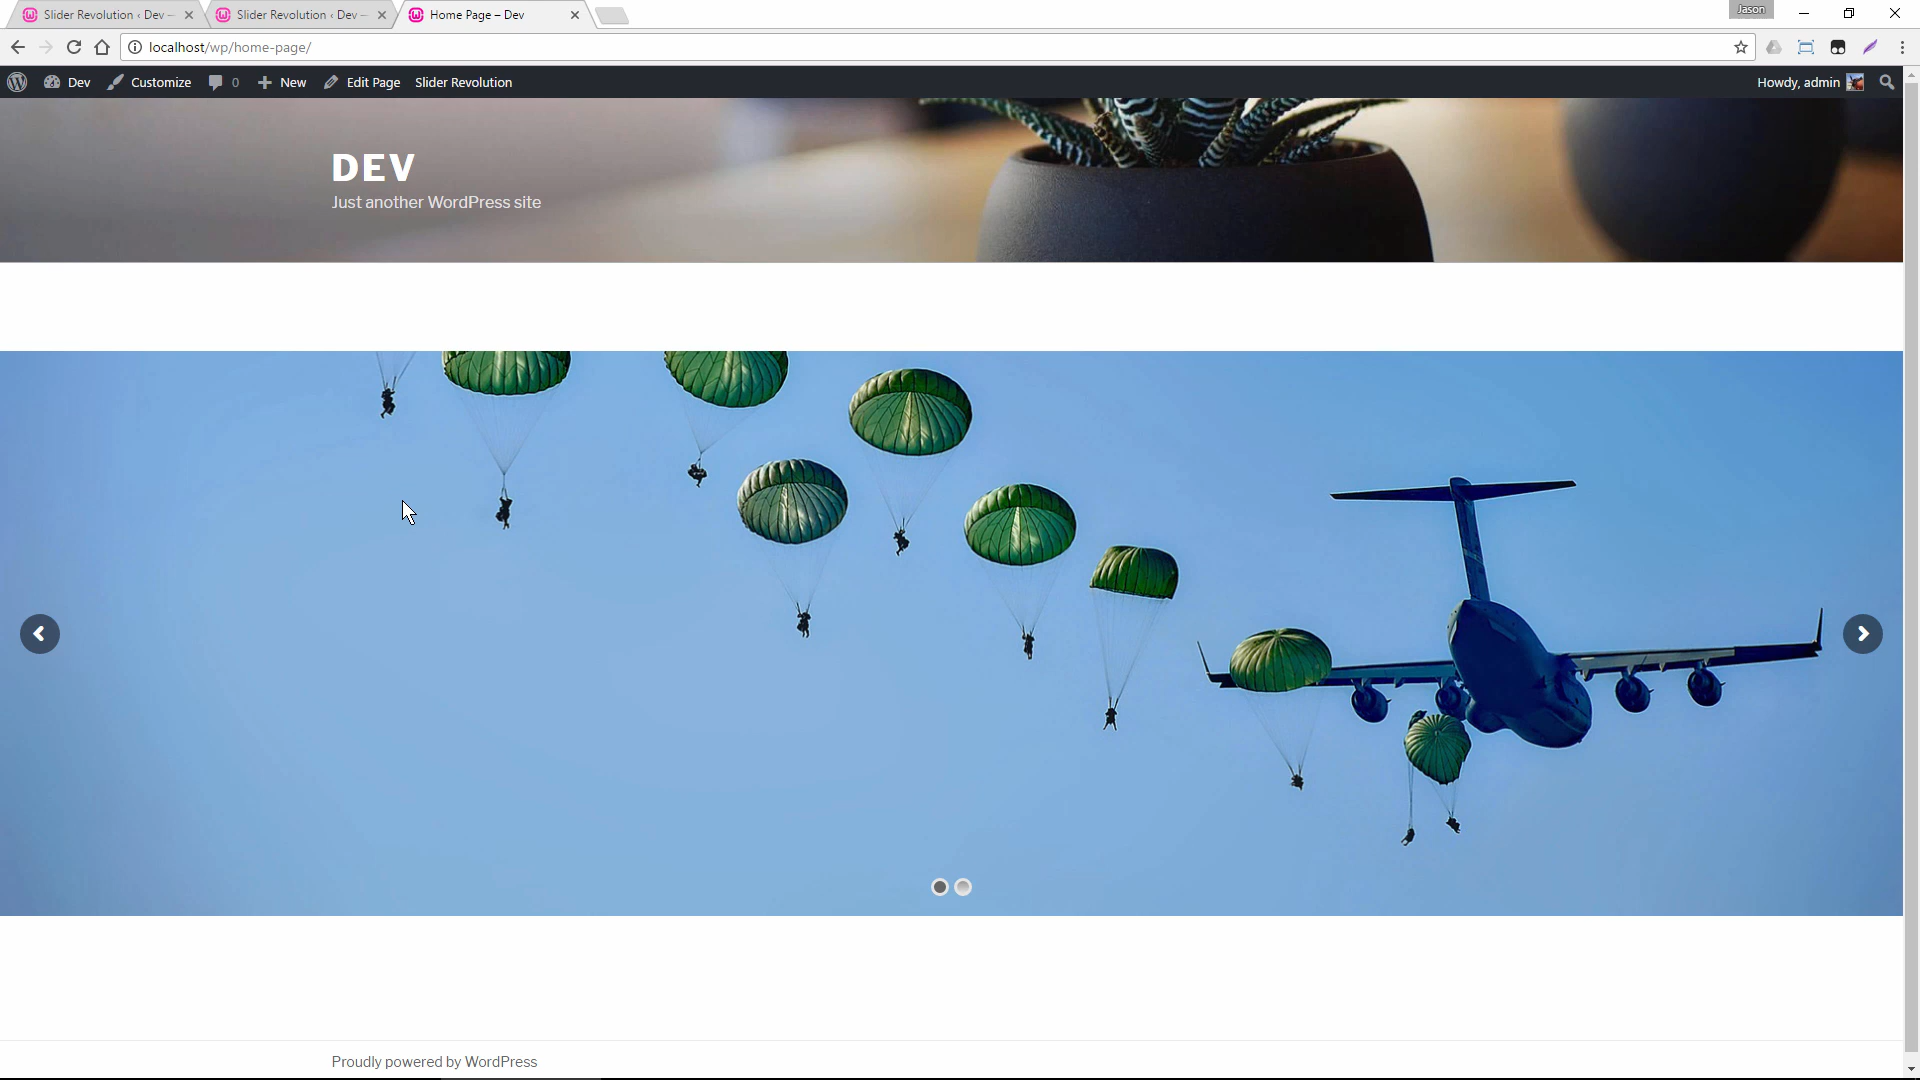 Slider Revolution ‹ Dev —
Slider Revolution ‹ Dev —
Home Page – Dev
Jason
localhost/wp/home-page/
Dev
Customize
0
New
Edit Page
Slider Revolution
Howdy, admin
DEV
Just another WordPress site
Proudly powered by WordPress